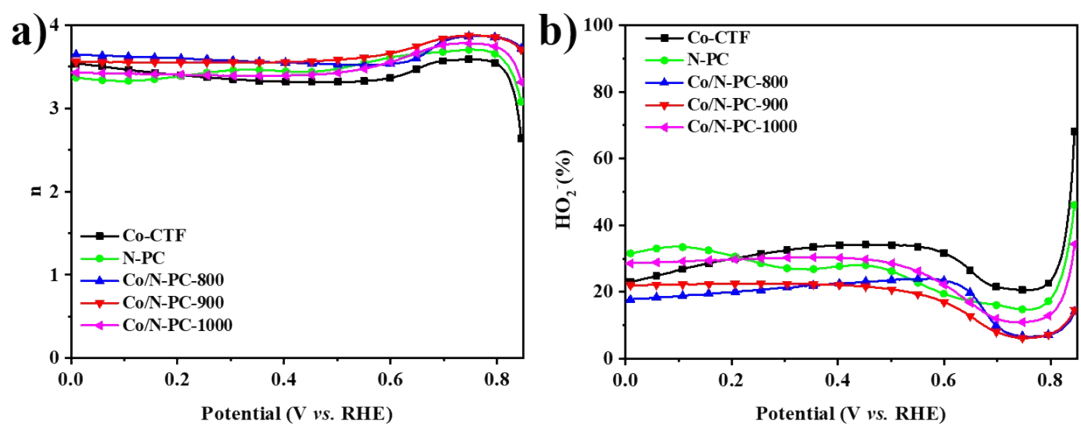 a)
4
3
2
1
0
n
Co-CTF
N-PC
Co/N-PC-800
Co/N-PC-900
Co/N-PC-1000
0.0 0.2 0.4 0.6 0.8
Potential (V vs. RHE)
b)
100
80
60
40
20
0
HO₂⁻(%)
Co-CTF
N-PC
Co/N-PC-800
Co/N-PC-900
Co/N-PC-1000
0.0 0.2 0.4 0.6 0.8
Potential (V vs. RHE)